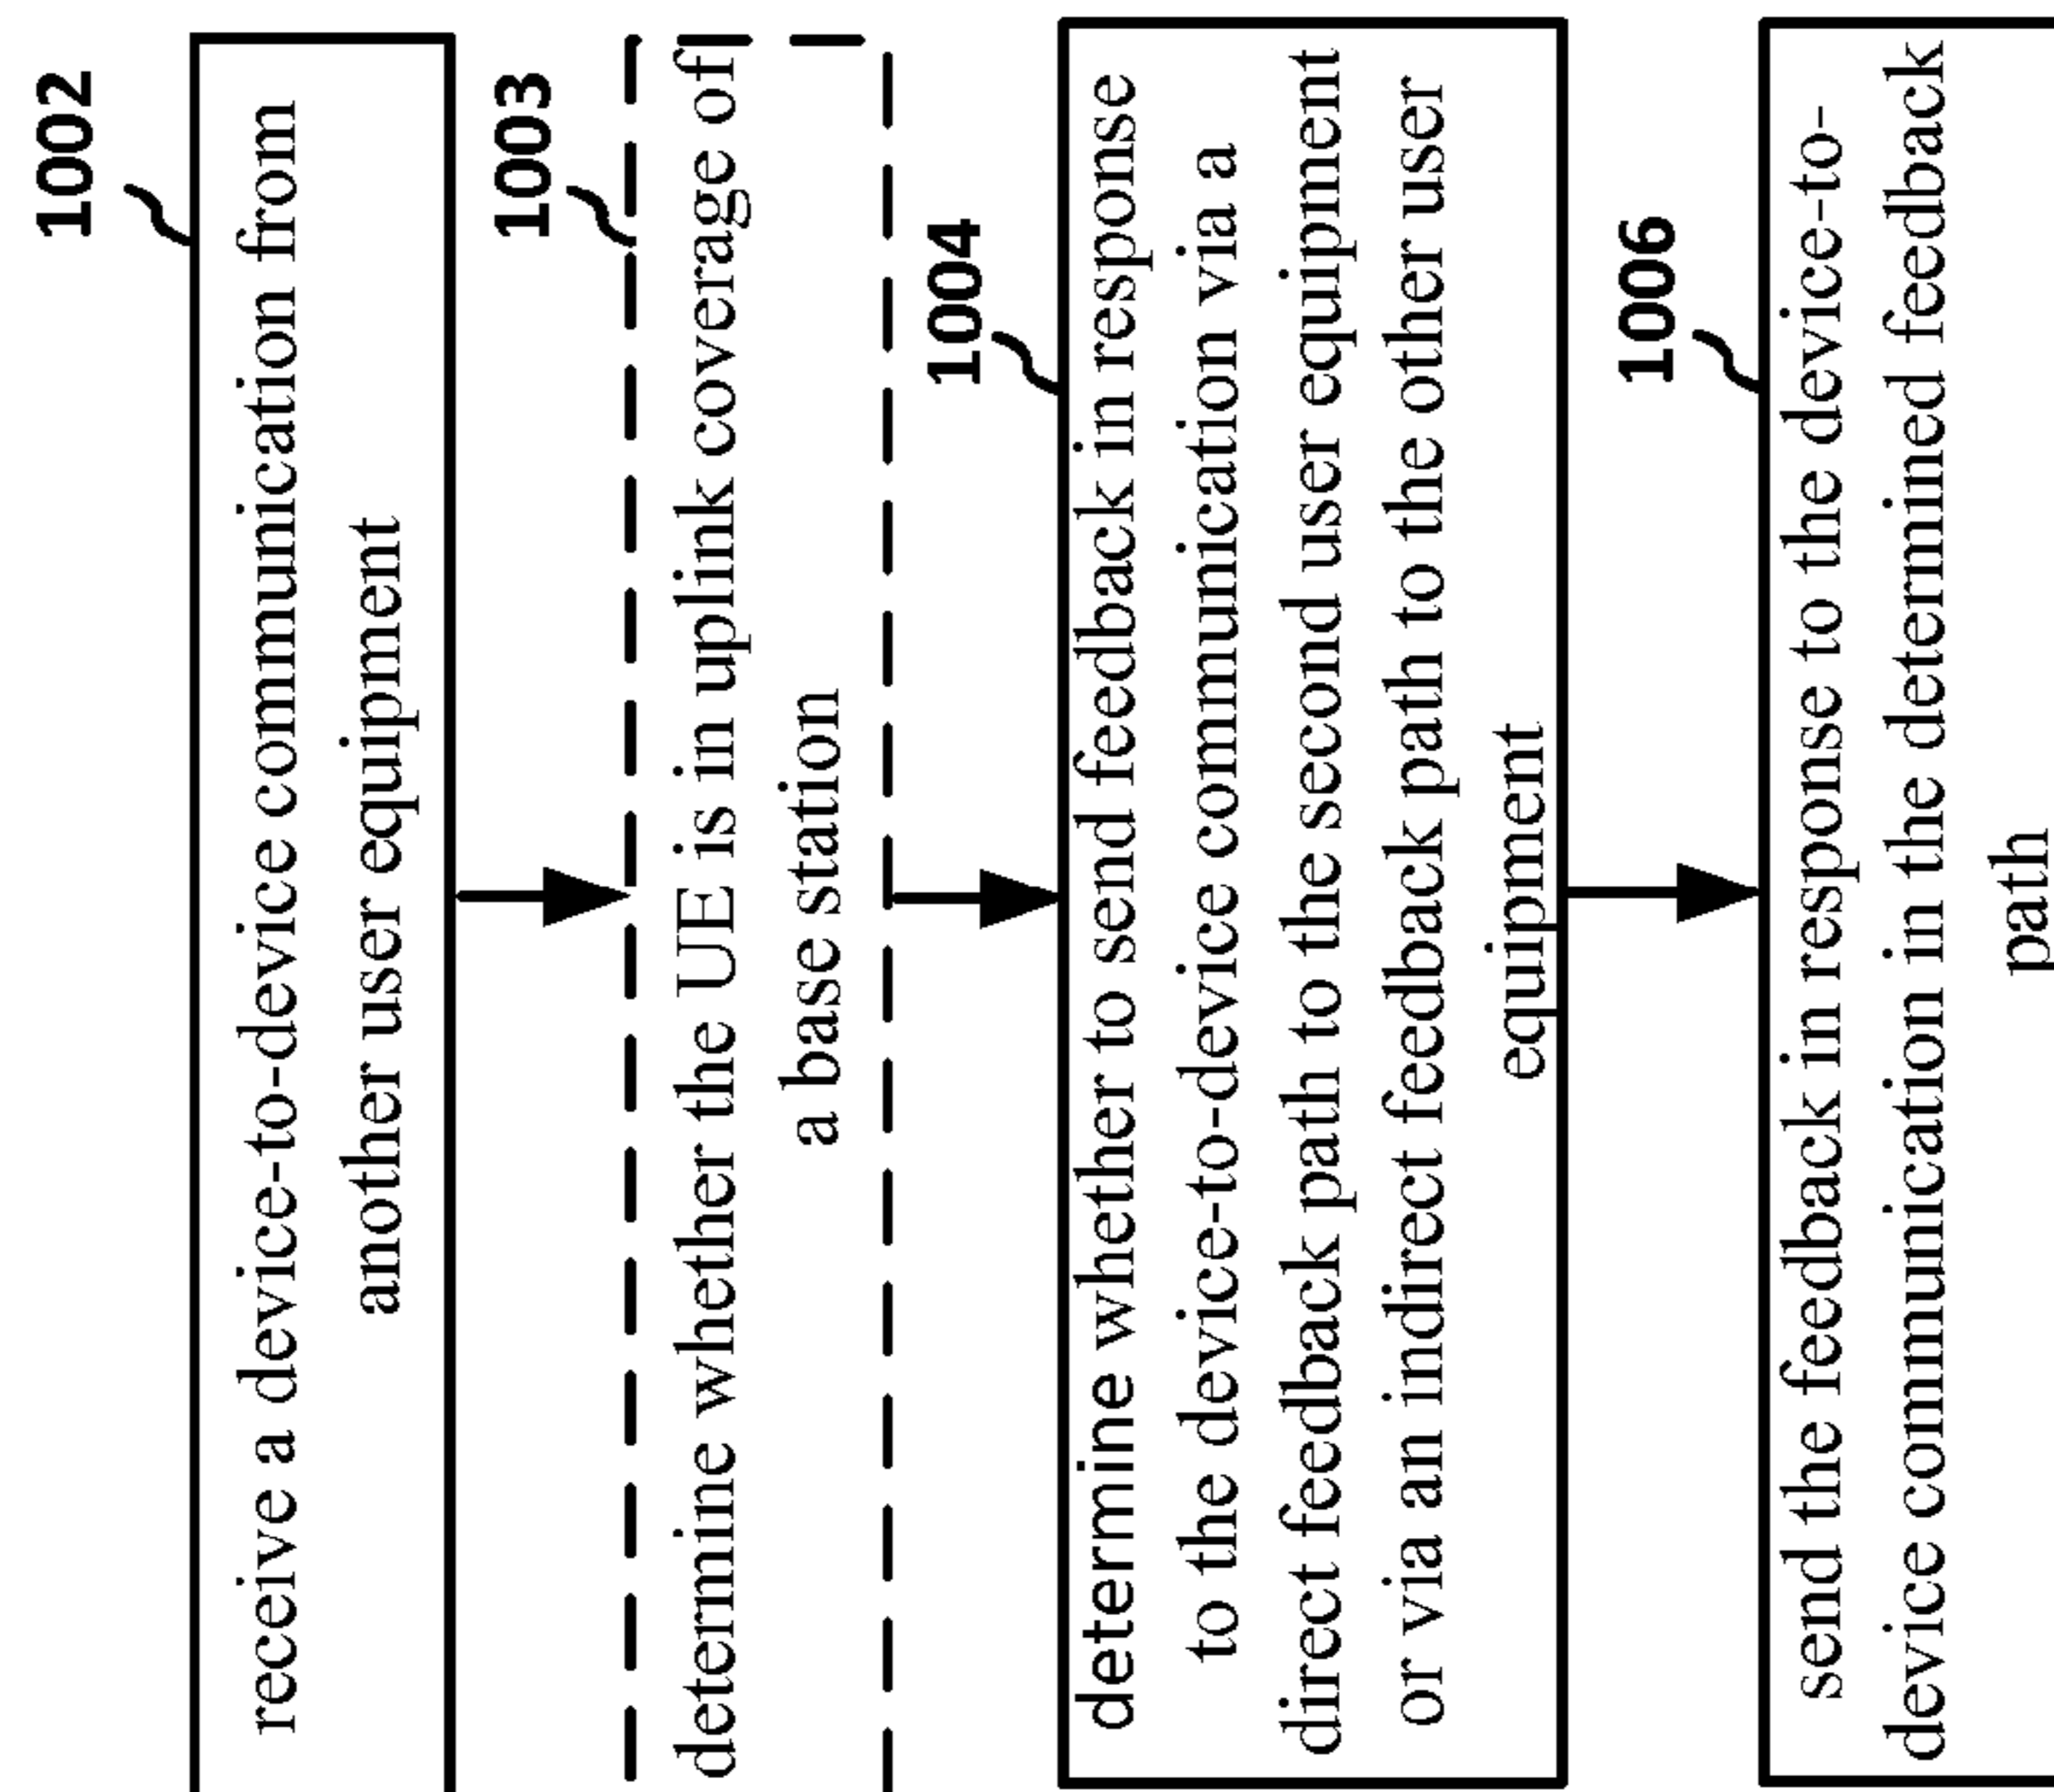 1002
receive a device-to-device communication from
another user equipment
1003
determine whether the UE is in uplink coverage of
a base station
1004
determine whether to send feedback in response
to the device-to-device communication via a
direct feedback path to the second user equipment
or via an indirect feedback path to the other user
equipment
1006
send the feedback in response to the device-to-
device communication in the determined feedback
path